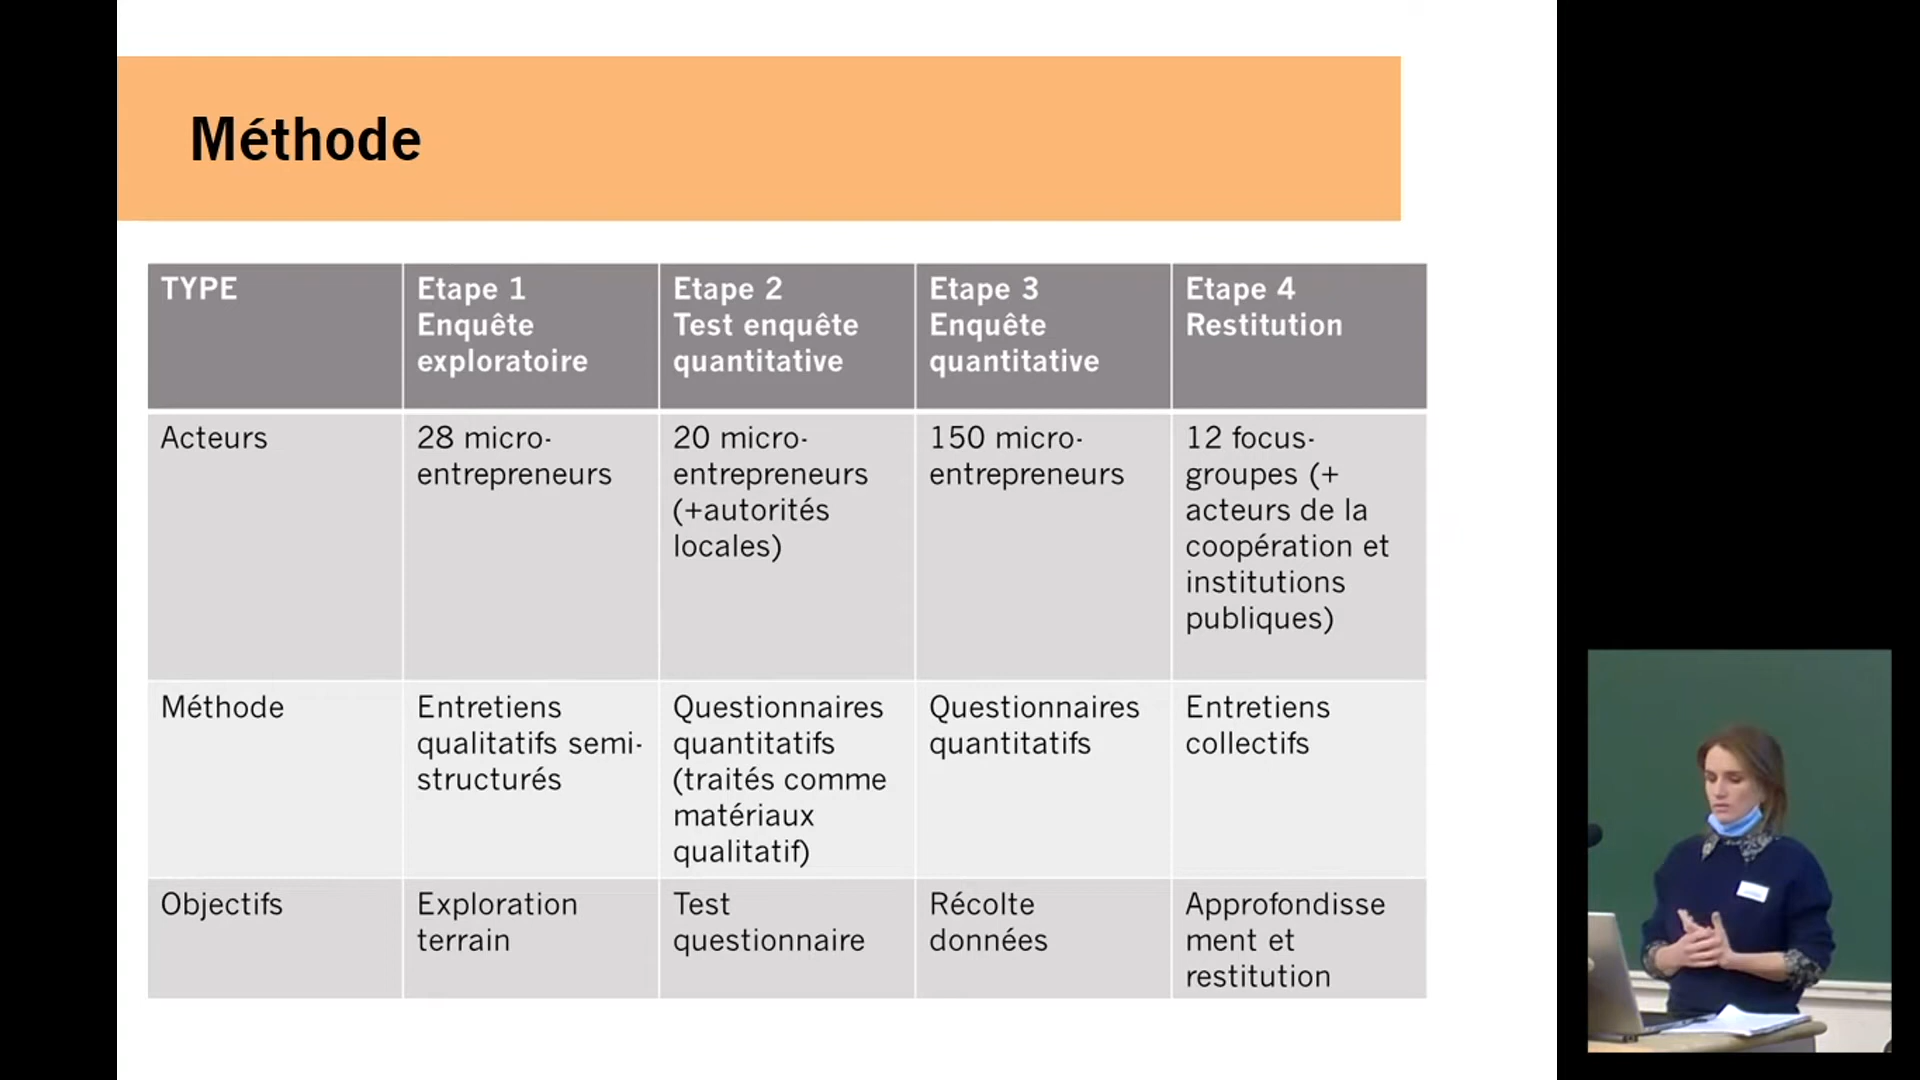 Méthode
TYPE
Etape 1
Enquête
exploratoire
Etape 2
Test enquête
quantitative
Etape 3
Enquête
quantitative
Etape 4
Restitution
Acteurs
28 micro-
entrepreneurs
20 micro-
entrepreneurs
(+autorités
locales)
150 micro-
entrepreneurs
12 focus-
groupes (+
acteurs de la
coopération et
institutions
publiques)
Méthode
Entretiens
qualitatifs semi-
structurés
Questionnaires
quantitatifs
(traités comme
matériaux
qualitatif)
Questionnaires
quantitatifs
Entretiens
collectifs
Objectifs
Exploration
terrain
Test
questionnaire
Récolte
données
Approfondisse
ment et
restitution